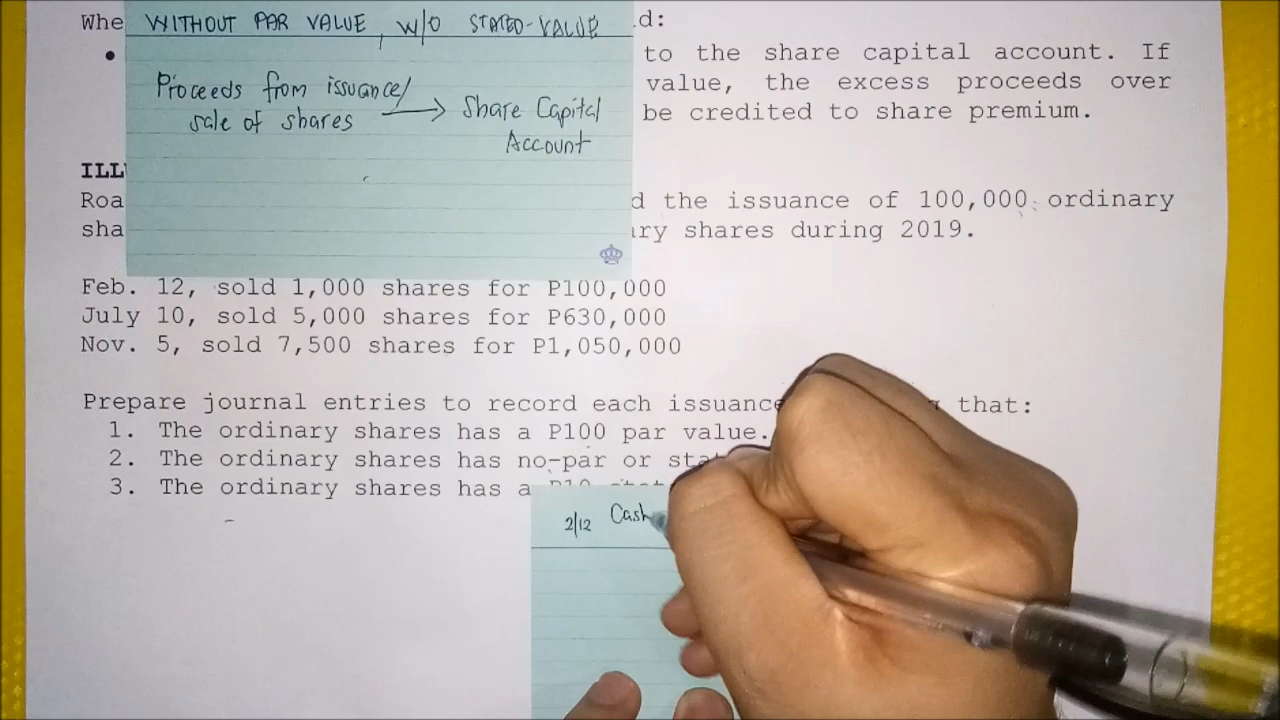 Whe
WITHOUT PAR VALUE, W/O STATED-VALUE
d:
• to the share capital account. If
Proceeds from issuance/
sale of shares → Share Capital
Account
value, the excess proceeds over
be credited to share premium.
ILL
Roa d the issuance of 100,000 ordinary
sha ry shares during 2019.
Feb. 12, sold 1,000 shares for P100,000
July 10, sold 5,000 shares for P630,000
Nov. 5, sold 7,500 shares for P1,050,000
Prepare journal entries to record each issuance that:
1. The ordinary shares has a P100 par value.
2. The ordinary shares has no-par or sta
3. The ordinary shares has a P10
2/12 Cash